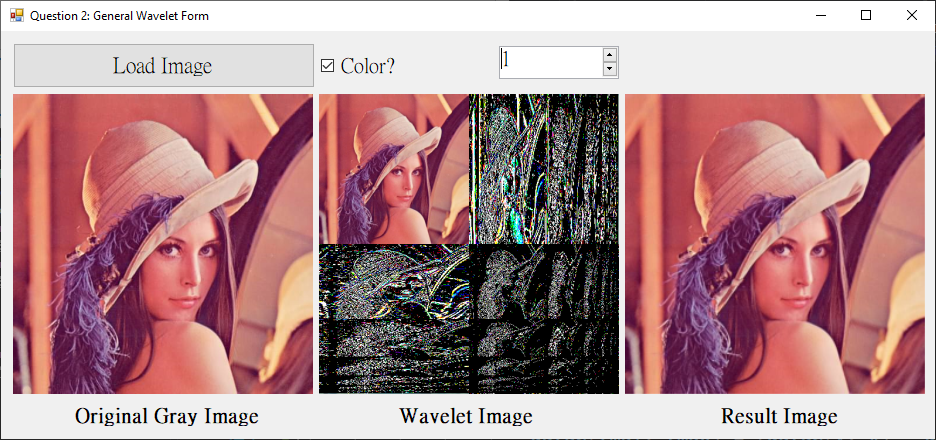 Question 2: General Wavelet Form
Load Image
Color?
1
Original Gray Image
Wavelet Image
Result Image